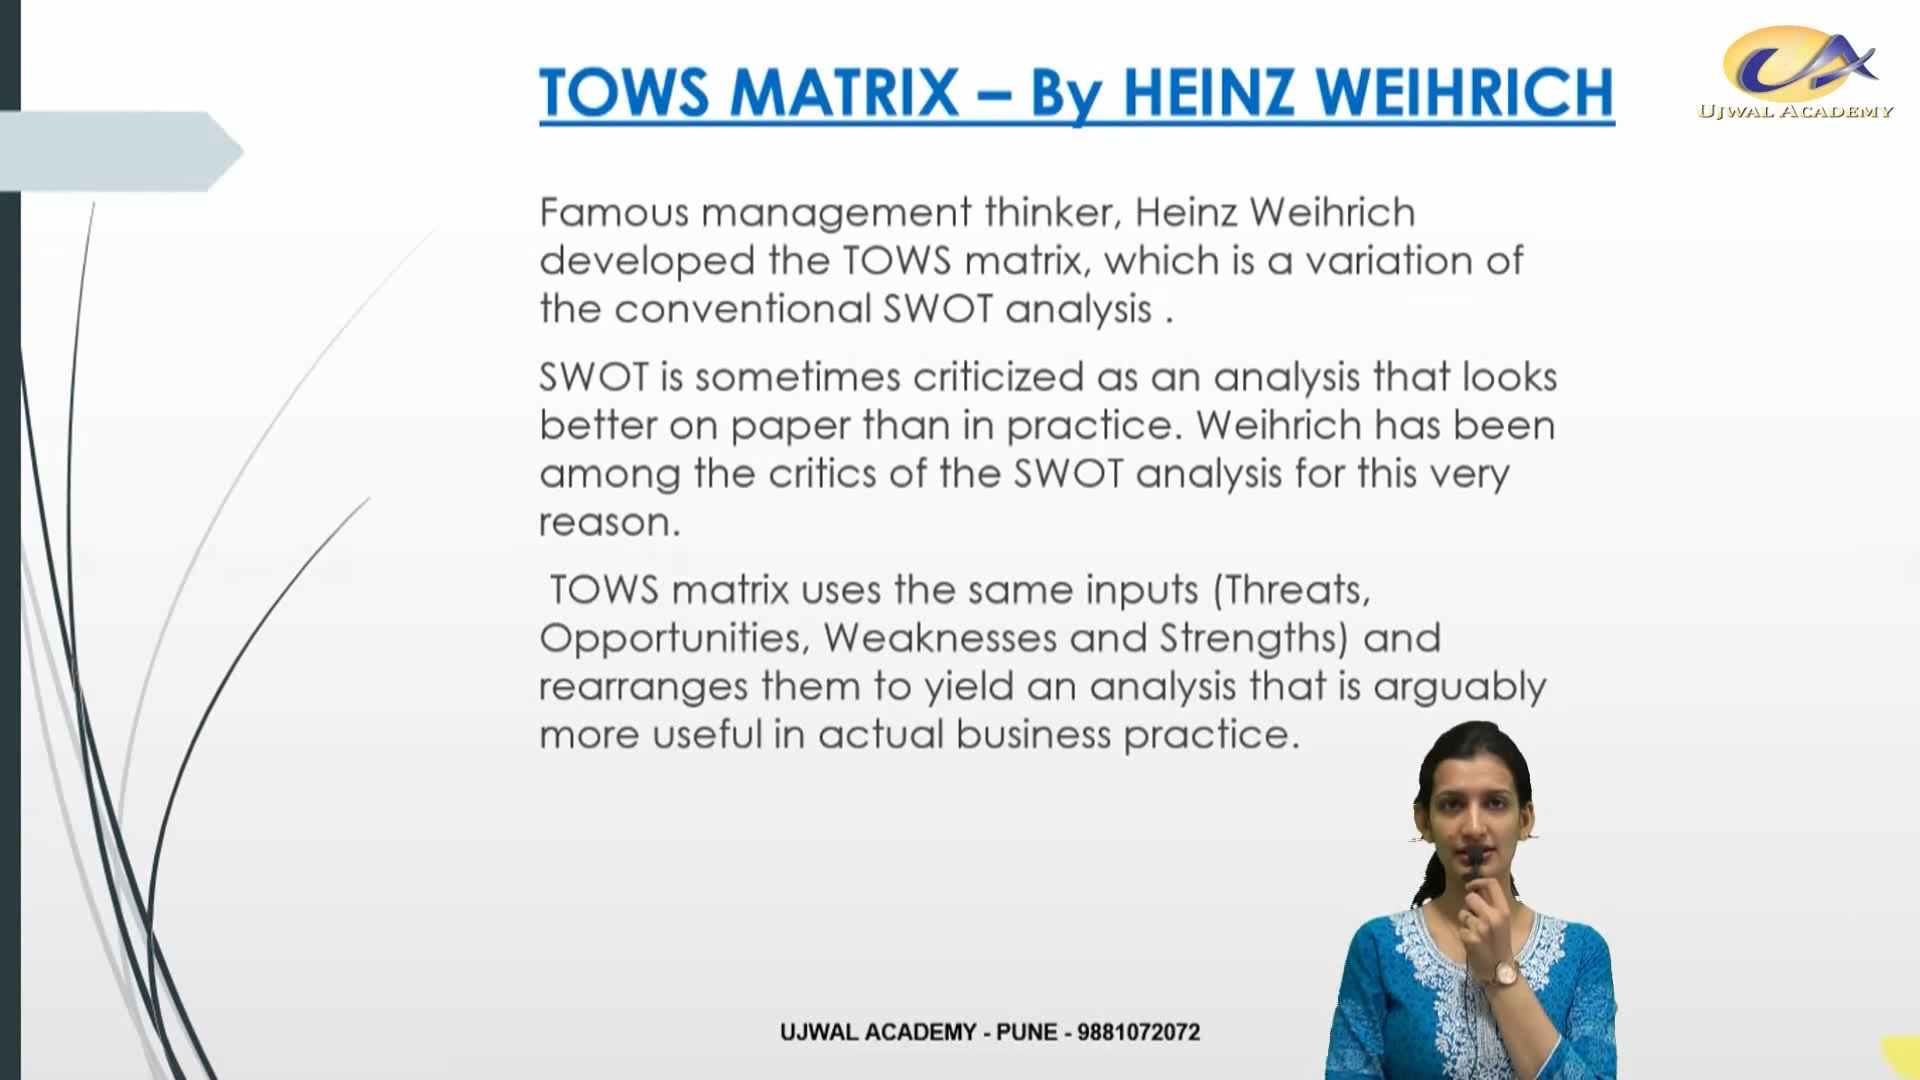 TOWS MATRIX – By HEINZ WEIHRICH
UJWAL ACADEMY
Famous management thinker, Heinz Weihrich
developed the TOWS matrix, which is a variation of
the conventional SWOT analysis .
SWOT is sometimes criticized as an analysis that looks
better on paper than in practice. Weihrich has been
among the critics of the SWOT analysis for this very
reason.
TOWS matrix uses the same inputs (Threats,
Opportunities, Weaknesses and Strengths) and
rearranges them to yield an analysis that is arguably
more useful in actual business practice.
UJWAL ACADEMY - PUNE - 9881072072